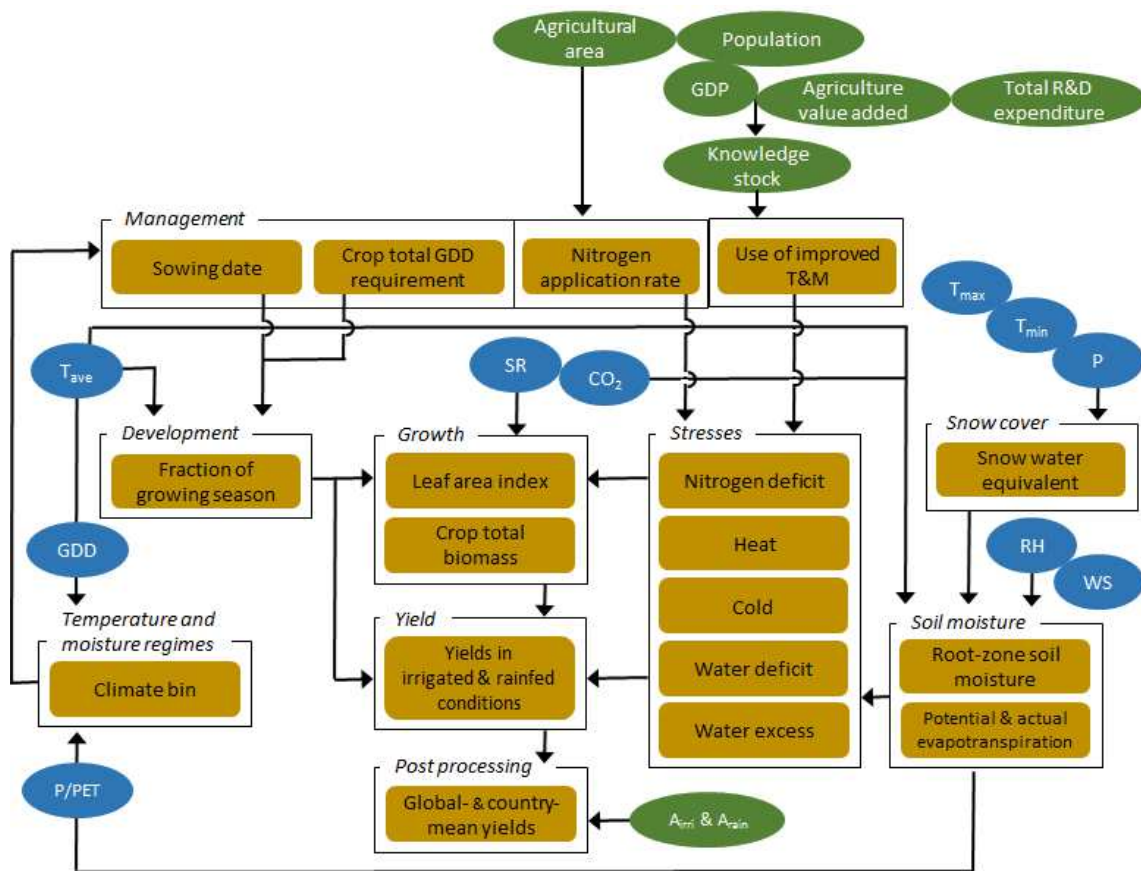 Agricultural
area
Population
GDP
Agriculture
value added
Total R&D
expenditure
Knowledge
stock
Management
Sowing date
Crop total GDD
requirement
Nitrogen
application rate
Use of improved
T&M
Tmax
Tmin
P
Tave
SR
CO₂
Development
Fraction of
growing season
Growth
Leaf area index
Crop total
biomass
Stresses
Nitrogen deficit
Heat
Cold
Water deficit
Water excess
Snow cover
Snow water
equivalent
RH
WS
GDD
Temperature and
moisture regimes
Climate bin
Yield
Yields in
irrigated & rainfed
conditions
Soil moisture
Root-zone soil
moisture
Potential & actual
evapotranspiration
P/PET
Post processing
Global- & country-
mean yields
Airri & Arain